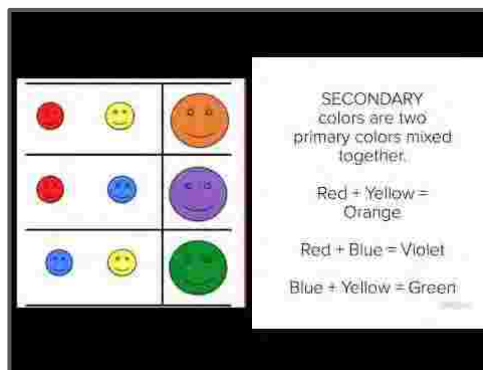 SECONDARY
colors are two
primary colors mixed
together.
Red + Yellow =
Orange
Red + Blue = Violet
Blue + Yellow = Green